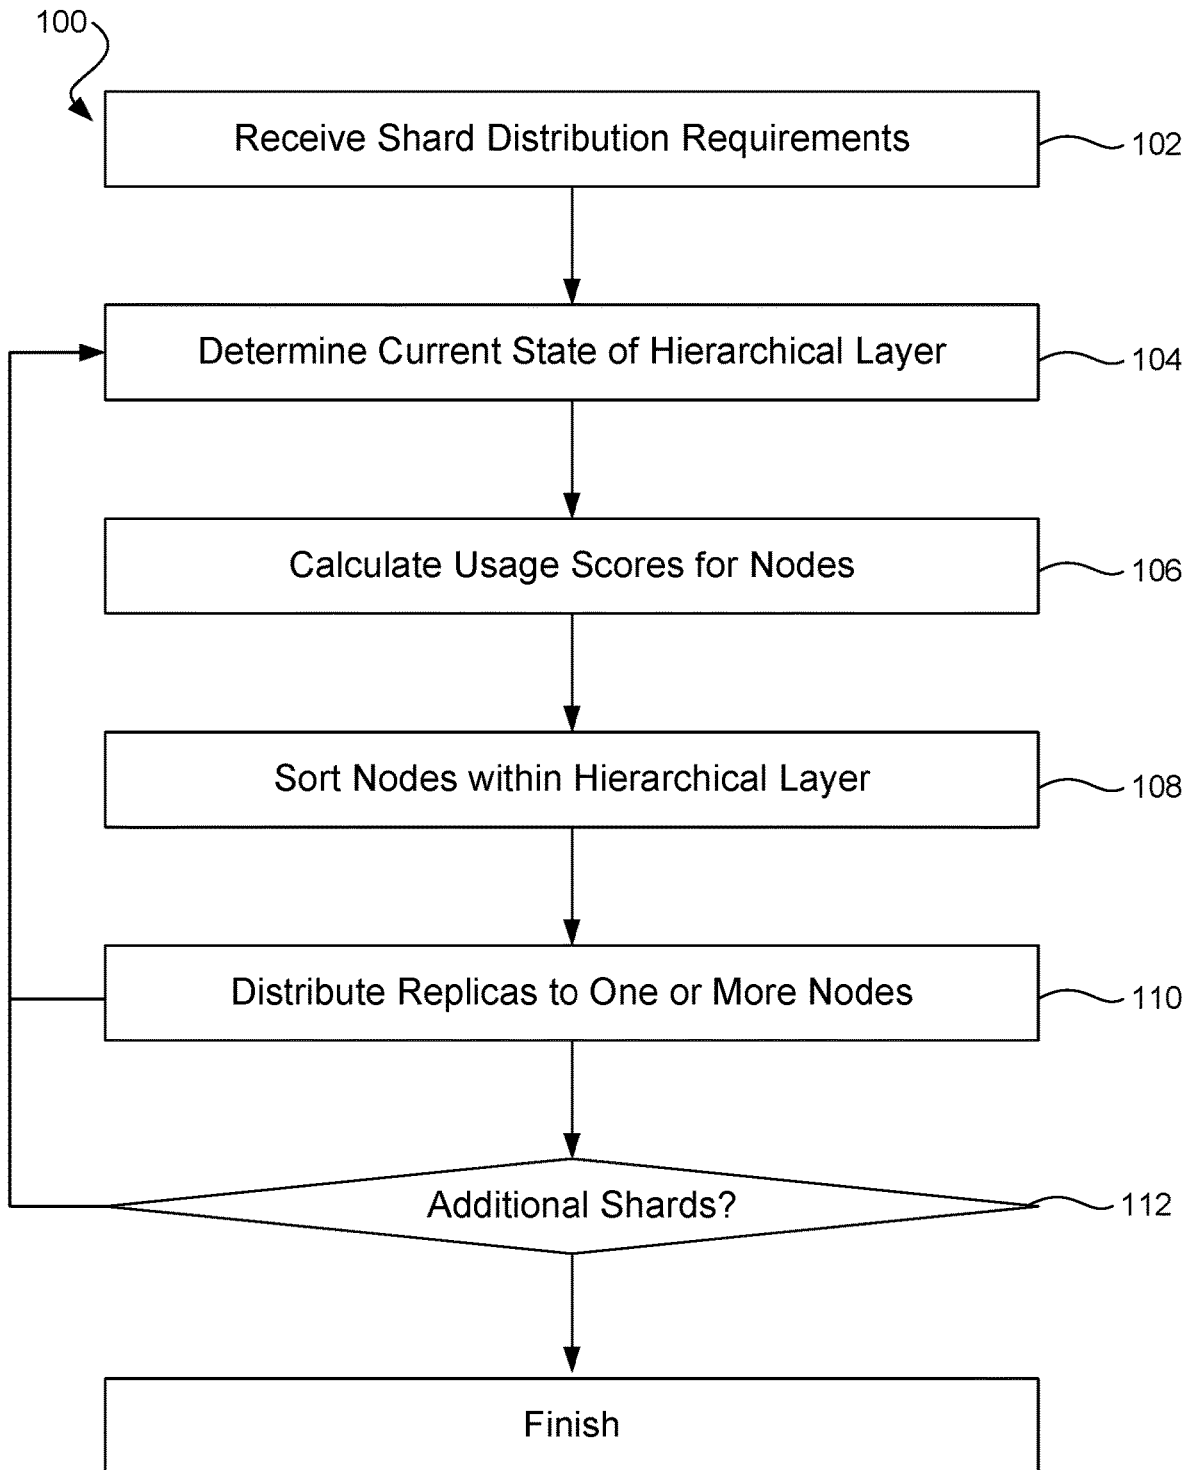 100
Receive Shard Distribution Requirements
102
Determine Current State of Hierarchical Layer
104
Calculate Usage Scores for Nodes
106
Sort Nodes within Hierarchical Layer
108
Distribute Replicas to One or More Nodes
110
Additional Shards?
112
Finish